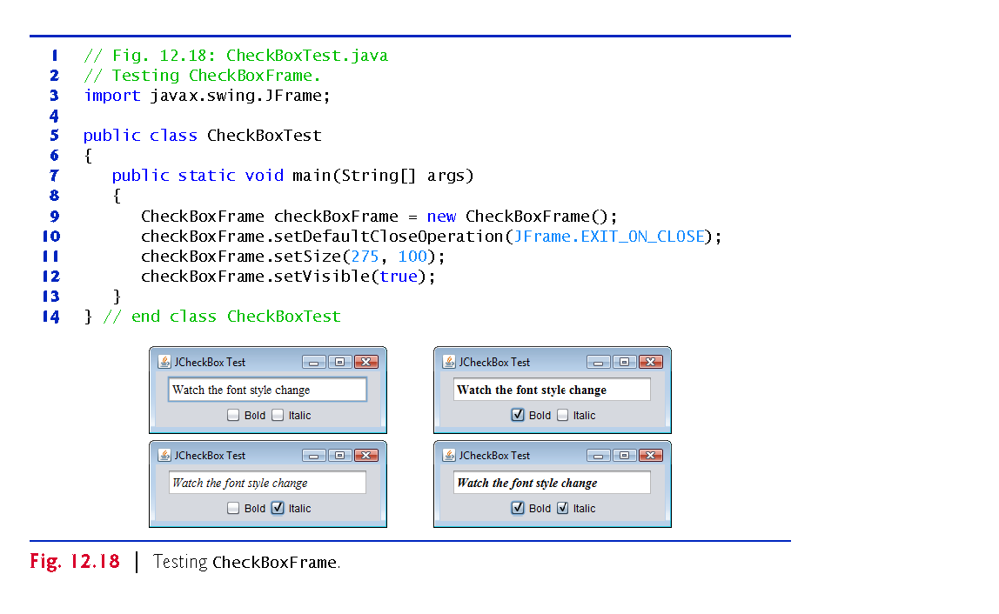 1 // Fig. 12.18: CheckBoxTest.java
2 // Testing CheckBoxFrame.
3 import javax.swing.JFrame;
4
5 public class CheckBoxTest
6 {
7 public static void main(String[] args)
8 {
9 CheckBoxFrame checkBoxFrame = new CheckBoxFrame();
10 checkBoxFrame.setDefaultCloseOperation(JFrame.EXIT_ON_CLOSE);
11 checkBoxFrame.setSize(275, 100);
12 checkBoxFrame.setVisible(true);
13 }
14 } // end class CheckBoxTest
JCheckBox Test
Watch the font style change
Bold Italic
JCheckBox Test
Watch the font style change
Bold Italic
JCheckBox Test
Watch the font style change
Bold Italic
JCheckBox Test
Watch the font style change
Bold Italic
Fig. 12.18 | Testing CheckBoxFrame.